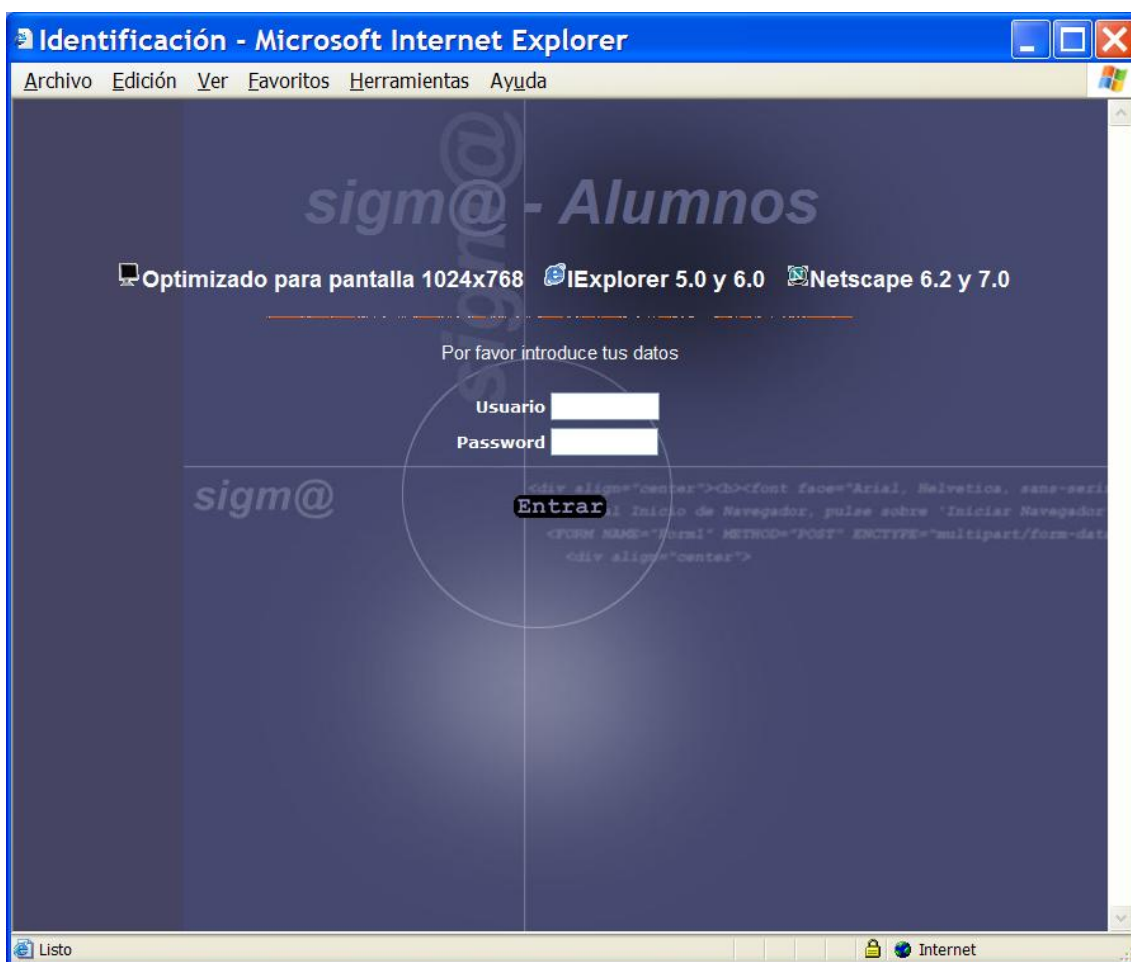 Identificación - Microsoft Internet Explorer
Archivo Edición Ver Favoritos Herramientas Ayuda
sigm@
sigm@ - Alumnos
Optimizado para pantalla 1024x768 IExplorer 5.0 y 6.0 Netscape 6.2 y 7.0
Por favor introduce tus datos
Usuario
Password
sigm@
<div align="center"><b><font face="Arial, Helvetica, sans-serif
Entrar
al Inicio de Navegador, pulse sobre 'Iniciar Navegador
<FORM NAME="Form1" METHOD="POST" ENCTYPE="multipart/form-data
<div align="center">
Listo
Internet